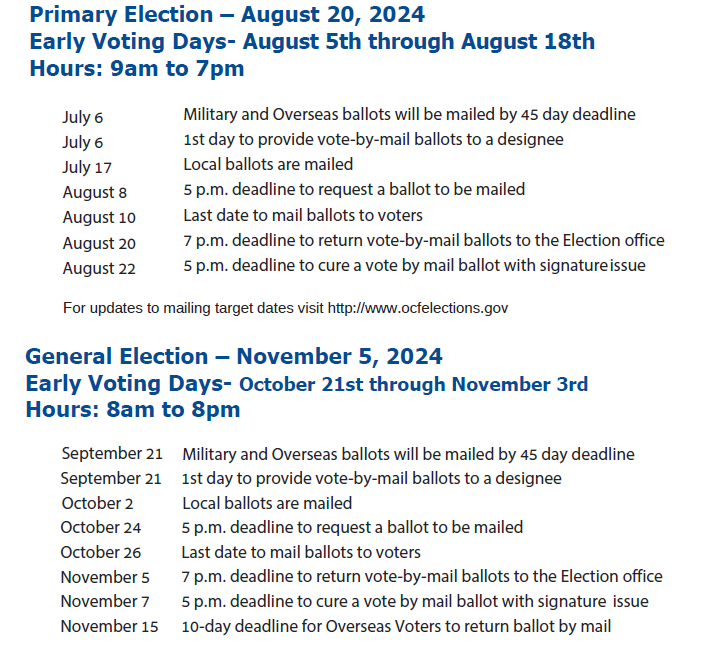 Primary Election – August 20, 2024
Early Voting Days- August 5th through August 18th
Hours: 9am to 7pm
July 6 Military and Overseas ballots will be mailed by 45 day deadline
July 6 1st day to provide vote-by-mail ballots to a designee
July 17 Local ballots are mailed
August 8 5 p.m. deadline to request a ballot to be mailed
August 10 Last date to mail ballots to voters
August 20 7 p.m. deadline to return vote-by-mail ballots to the Election office
August 22 5 p.m. deadline to cure a vote by mail ballot with signature issue
For updates to mailing target dates visit http://www.ocfelections.gov
General Election – November 5, 2024
Early Voting Days- October 21st through November 3rd
Hours: 8am to 8pm
September 21 Military and Overseas ballots will be mailed by 45 day deadline
September 21 1st day to provide vote-by-mail ballots to a designee
October 2 Local ballots are mailed
October 24 5 p.m. deadline to request a ballot to be mailed
October 26 Last date to mail ballots to voters
November 5 7 p.m. deadline to return vote-by-mail ballots to the Election office
November 7 5 p.m. deadline to cure a vote by mail ballot with signature issue
November 15 10-day deadline for Overseas Voters to return ballot by mail